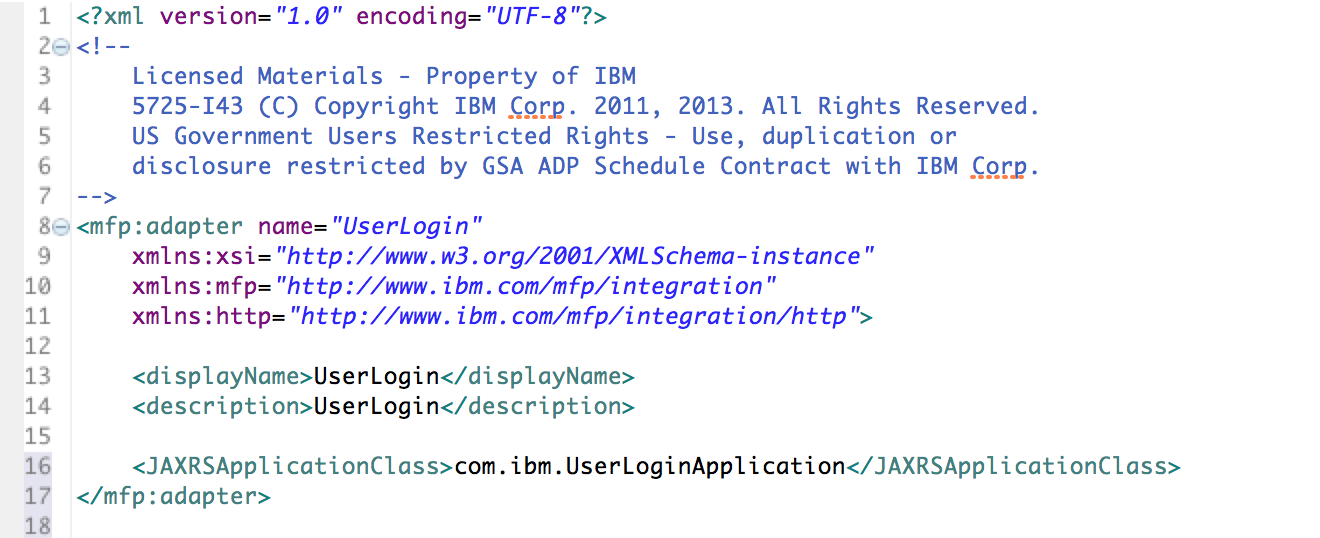 1 <?xml version="1.0" encoding="UTF-8"?>
2 <!--
3     Licensed Materials - Property of IBM
4     5725-I43 (C) Copyright IBM Corp. 2011, 2013. All Rights Reserved.
5     US Government Users Restricted Rights - Use, duplication or
6     disclosure restricted by GSA ADP Schedule Contract with IBM Corp.
7 -->
8 <mfp:adapter name="UserLogin"
9     xmlns:xsi="http://www.w3.org/2001/XMLSchema-instance"
10     xmlns:mfp="http://www.ibm.com/mfp/integration"
11     xmlns:http="http://www.ibm.com/mfp/integration/http">
12
13     <displayName>UserLogin</displayName>
14     <description>UserLogin</description>
15
16     <JAXRSApplicationClass>com.ibm.UserLoginApplication</JAXRSApplicationClass>
17 </mfp:adapter>
18